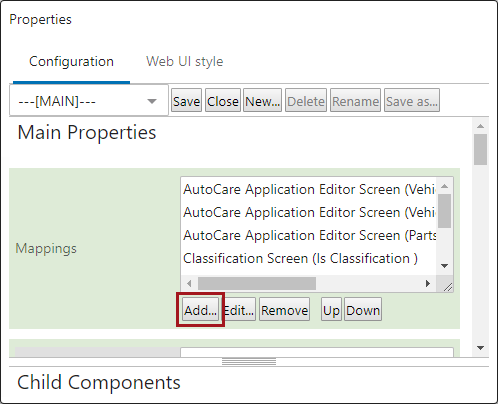 Properties
Configuration Web UI style
---[MAIN]--- Save Close New... Delete Rename Save as...
Main Properties
AutoCare Application Editor Screen (Vehi
AutoCare Application Editor Screen (Vehi
AutoCare Application Editor Screen (Parts
Mappings
Classification Screen (Is Classification )
Add... Edit... Remove Up Down
Child Components